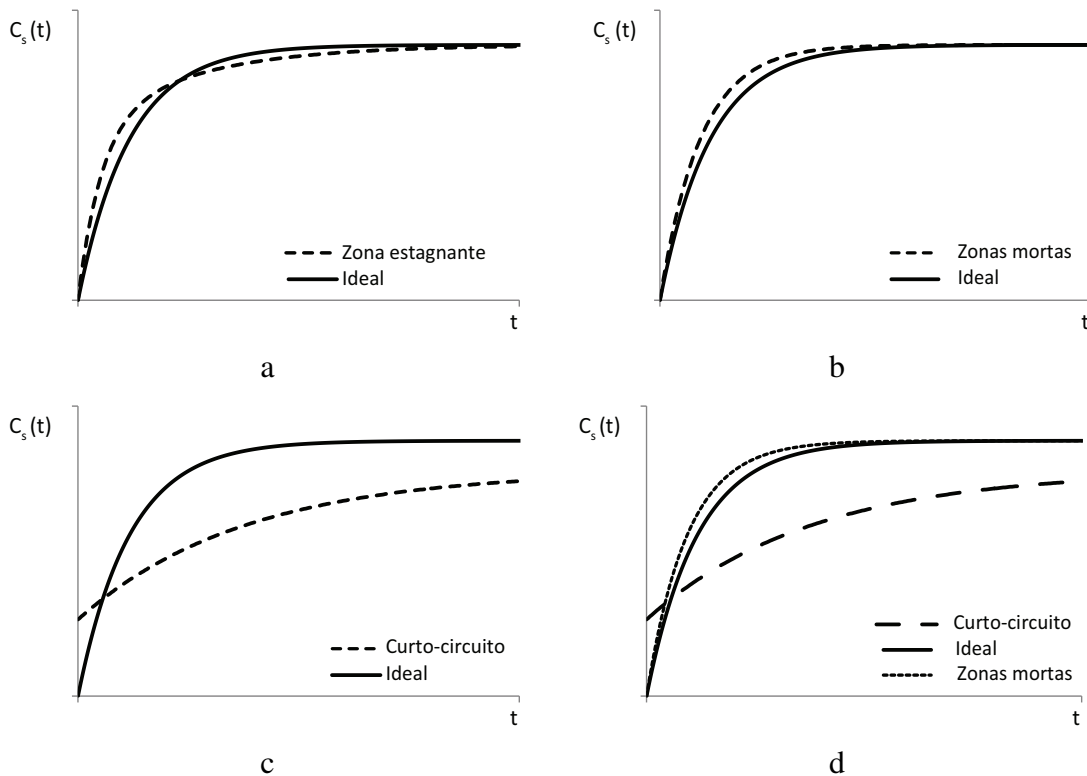 C_s (t)
Zona estagnante
Ideal
t
a
C_s (t)
Zonas mortas
Ideal
t
b
C_s (t)
Curto-circuito
Ideal
t
c
C_s (t)
Curto-circuito
Ideal
Zonas mortas
t
d